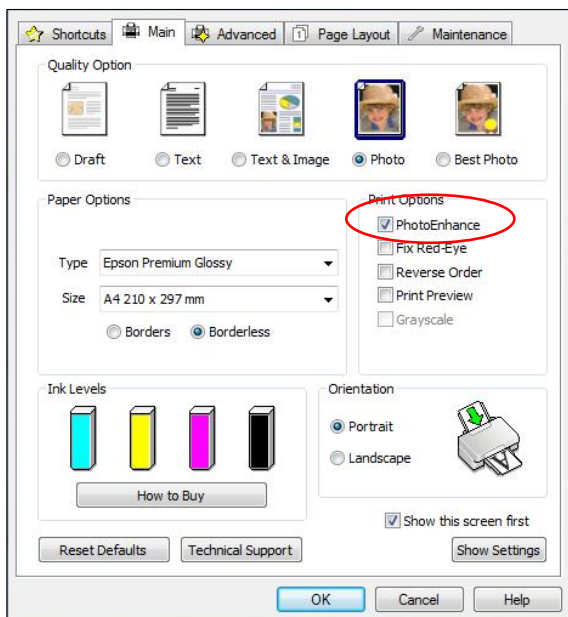 Shortcuts Main Advanced 1 Page Layout Maintenance
Quality Option
Draft Text Text & Image Photo Best Photo
Paper Options
Print Options
PhotoEnhance
Fix Red-Eye
Type Epson Premium Glossy
Reverse Order
Size A4 210 x 297 mm
Print Preview
Grayscale
Borders Borderless
Ink Levels
Orientation
Portrait
Landscape
How to Buy
Show this screen first
Reset Defaults Technical Support Show Settings
OK Cancel Help